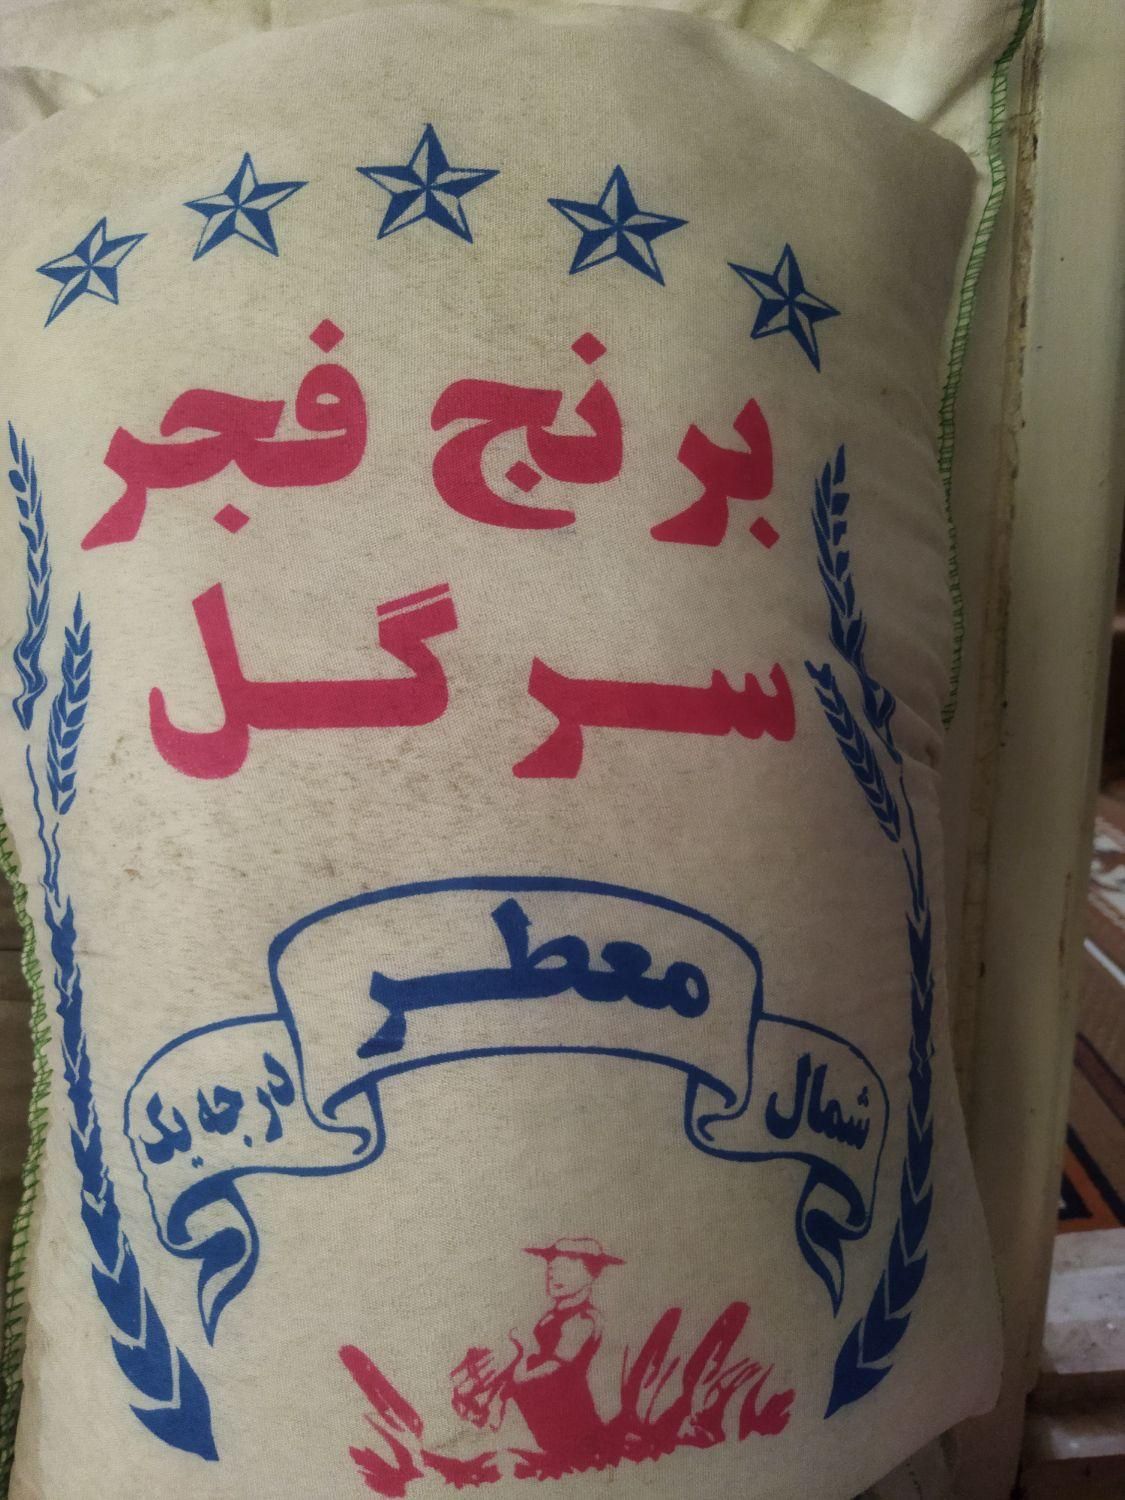 برنج فجر
سرگل
معطر
شمال
درجه یک